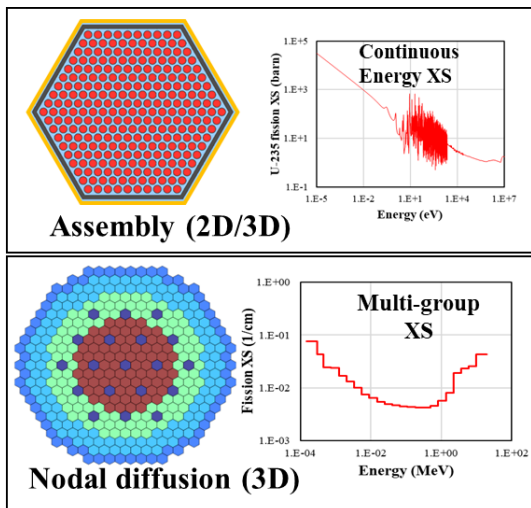 1.E+5
1.E+3
1.E+1
1.E-1
U-235 fission XS (barn)
Continuous
Energy XS
1.E-5
1.E-2
1.E+1
1.E+4
1.E+7
Energy (eV)
Assembly (2D/3D)
1.E+00
1.E-01
1.E-02
1.E-03
Fission XS (1/cm)
Multi-group
XS
1.E-04
1.E-02
1.E+00
1.E+02
Energy (MeV)
Nodal diffusion (3D)